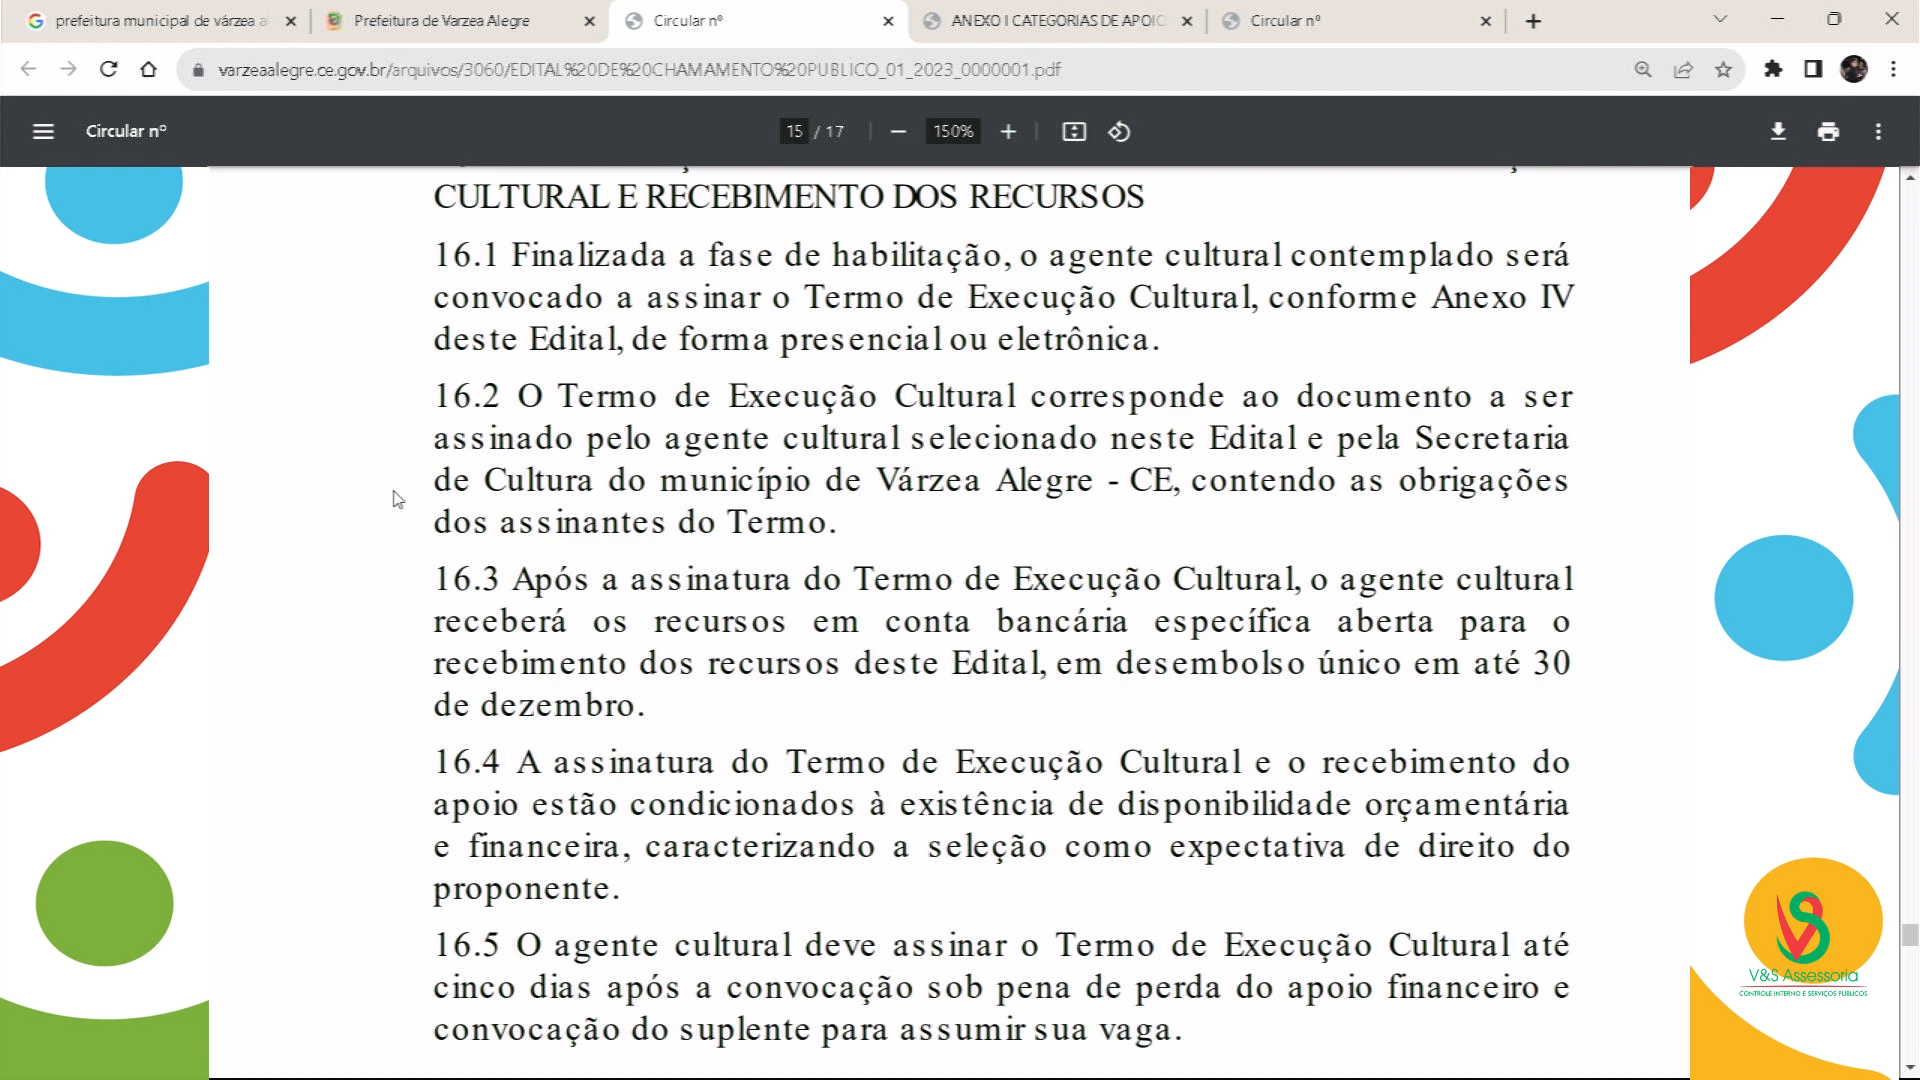 prefeitura municipal de várzea a
Prefeitura de Varzea Alegre
Circular nº
ANEXO I CATEGORIAS DE APOIO
Circular nº
varzeaalegre.ce.gov.br/arquivos/3060/EDITAL%20DE%20CHAMAMENTO%20PUBLICO_01_2023_0000001.pdf
Circular nº
15 / 17
150%
CULTURAL E RECEBIMENTO DOS RECURSOS
16.1 Finalizada a fase de habilitação, o agente cultural contemplado será
convocado a assinar o Termo de Execução Cultural, conforme Anexo IV
deste Edital, de forma presencial ou eletrônica.
16.2 O Termo de Execução Cultural corresponde ao documento a ser
assinado pelo agente cultural selecionado neste Edital e pela Secretaria
de Cultura do município de Várzea Alegre - CE, contendo as obrigações
dos assinantes do Termo.
16.3 Após a assinatura do Termo de Execução Cultural, o agente cultural
receberá os recursos em conta bancária específica aberta para o
recebimento dos recursos deste Edital, em desembolso único em até 30
de dezembro.
16.4 A assinatura do Termo de Execução Cultural e o recebimento do
apoio estão condicionados à existência de disponibilidade orçamentária
e financeira, caracterizando a seleção como expectativa de direito do
proponente.
16.5 O agente cultural deve assinar o Termo de Execução Cultural até
cinco dias após a convocação sob pena de perda do apoio financeiro e
convocação do suplente para assumir sua vaga.
V&S Assessoria
CONTROLE INTERNO E SERVIÇOS PÚBLICOS